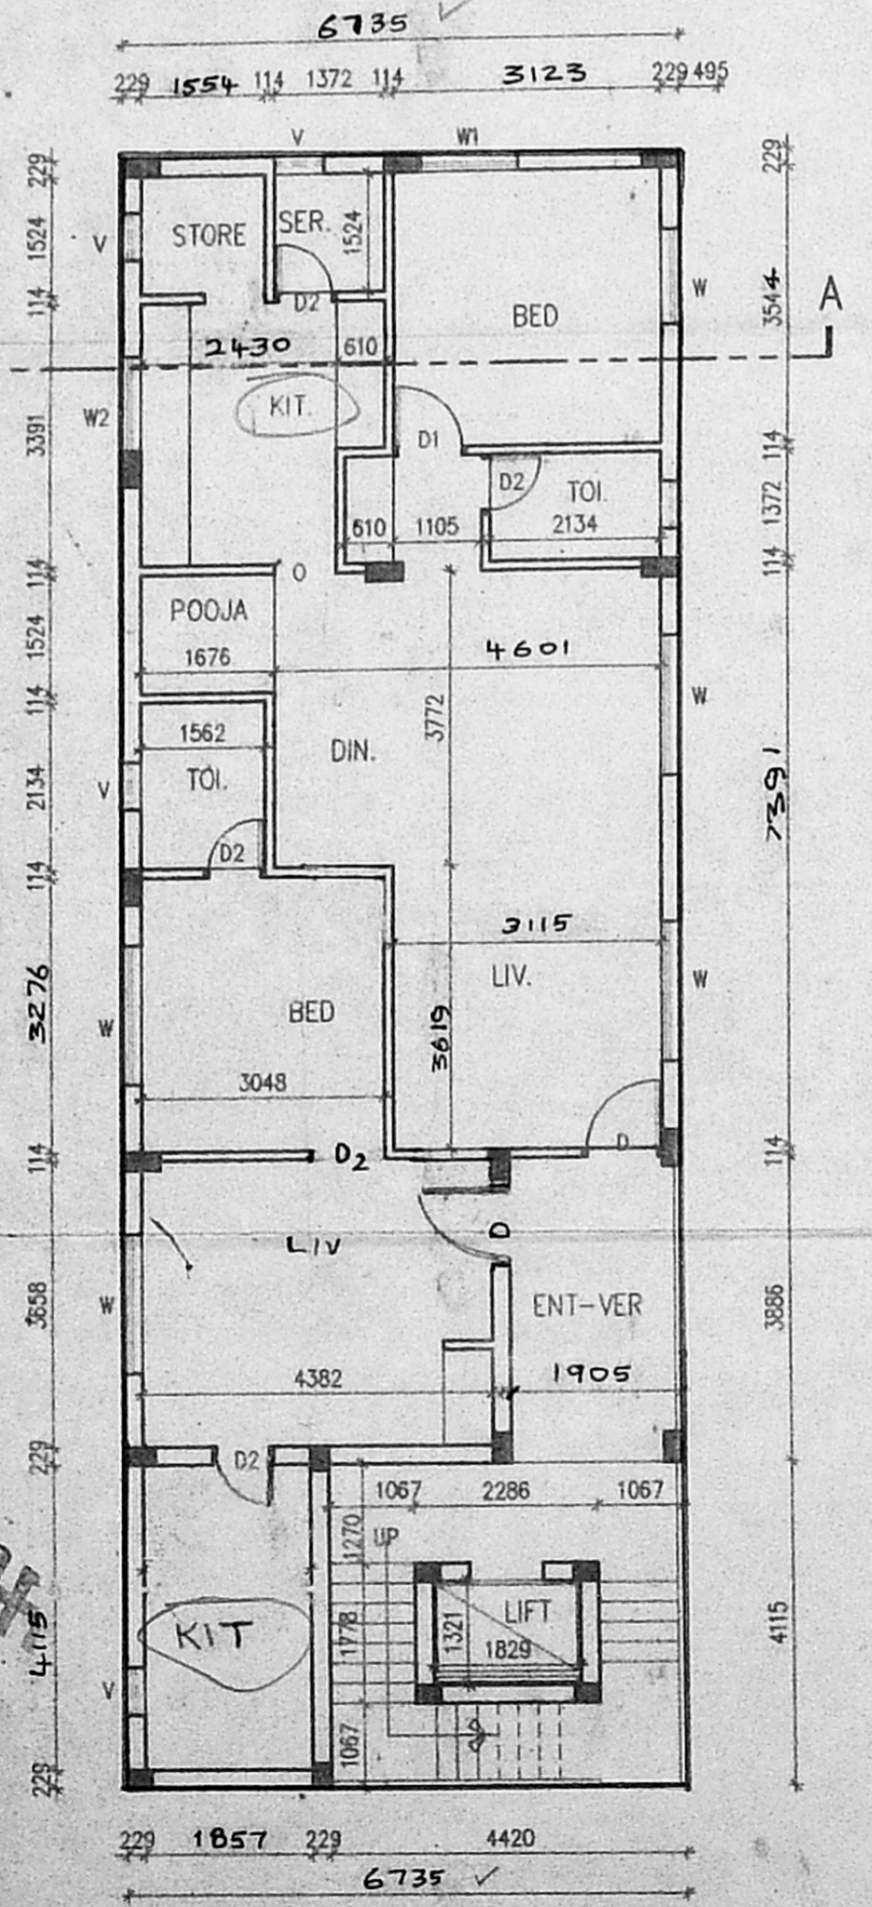 6735
229 1554 114 1372 114 3123 229 495
V W1
229
229
STORE
SER.
1524
1524
V
BED
W
3544
A
114
D2
2430
610
KIT.
W2
3391
D1
114
D2
TOI.
1372
610
1105
2134
114
O
114
POOJA
1524
1676
4601
114
W
3772
1562
DIN.
TOI.
V
2134
7391
D2
114
3115
LIV.
W
3276
BED
W
3619
3048
D
114
D2
114
LIV
D
3658
W
ENT-VER
3886
4382
1905
229
D2
1067 2286 1067
1270
UP
LIFT
1321
1829
1778
KIT
4115
4115
V
1067
229
229 1857 229 4420
6735